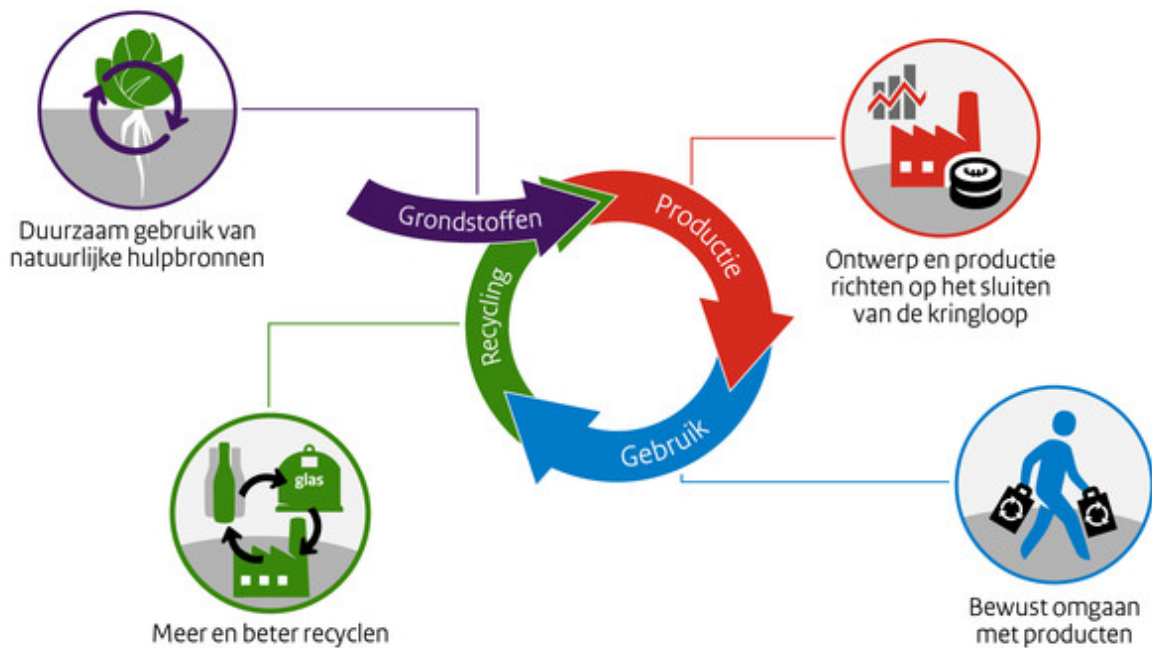 Duurzaam gebruik van
natuurlijke hulpbronnen
Grondstoffen
Productie
Ontwerp en productie
richten op het sluiten
van de kringloop
Recycling
Gebruik
glas
Meer en beter recyclen
Bewust omgaan
met producten